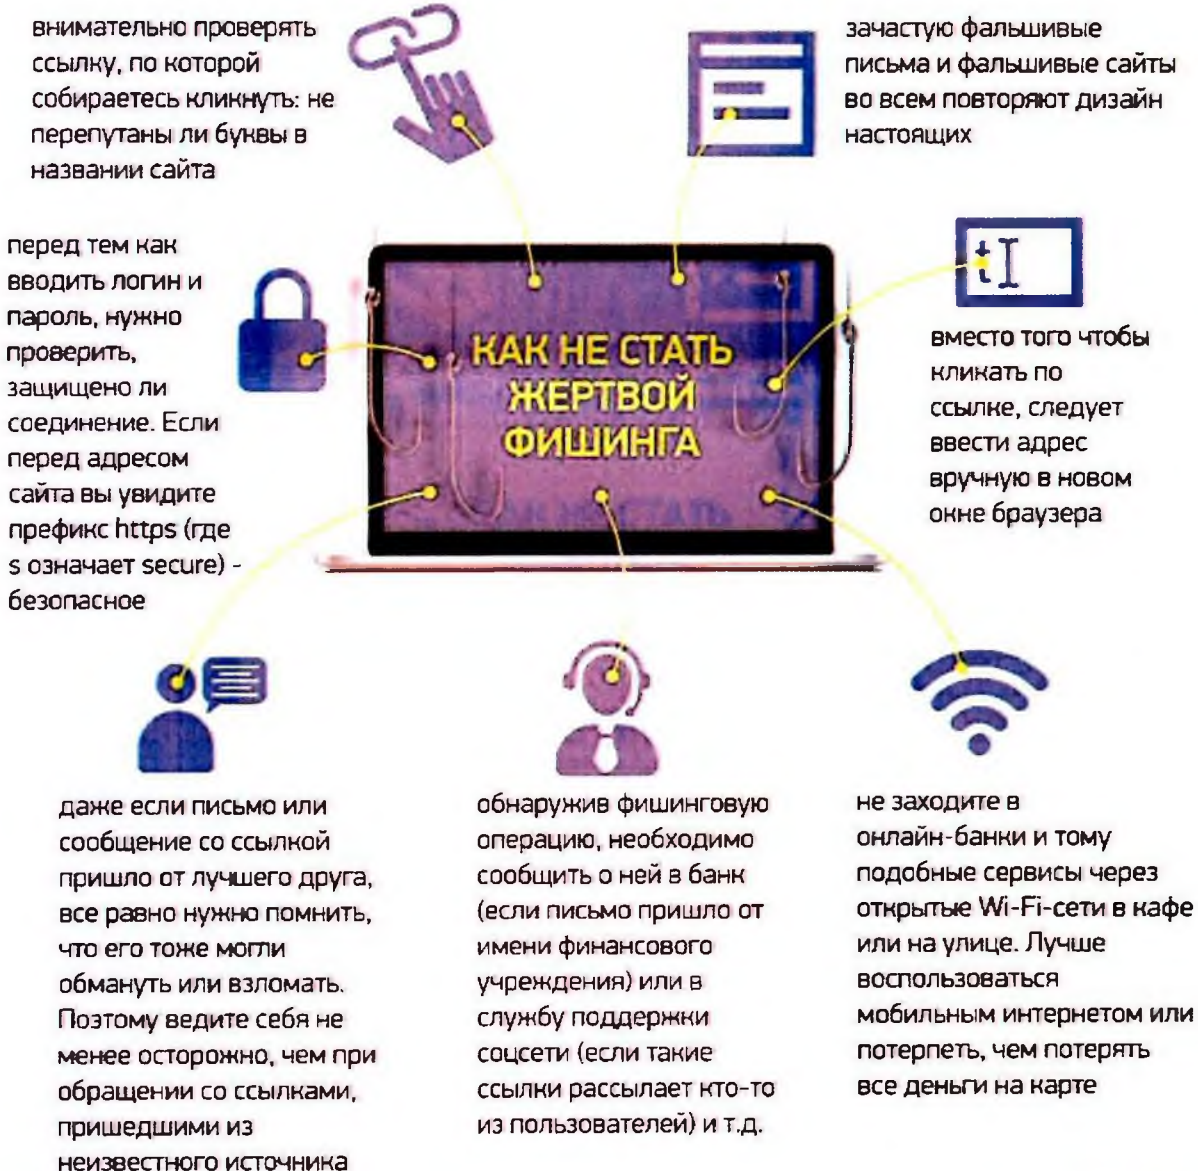 внимательно проверять
ссылку, по которой
собираетесь кликнуть: не
перепутаны ли буквы в
названии сайта
зачастую фальшивые
письма и фальшивые сайты
во всем повторяют дизайн
настоящих
перед тем как
вводить логин и
пароль, нужно
проверить,
защищено ли
соединение. Если
перед адресом
сайта вы увидите
префикс https (где
s означает secure) -
безопасное
КАК НЕ СТАТЬ
ЖЕРТВОЙ
ФИШИНГА
t
вместо того чтобы
кликать по
ссылке, следует
ввести адрес
вручную в новом
окне браузера
даже если письмо или
сообщение со ссылкой
пришло от лучшего друга,
все равно нужно помнить,
что его тоже могли
обмануть или взломать.
Поэтому ведите себя не
менее осторожно, чем при
обращении со ссылками,
пришедшими из
неизвестного источника
обнаружив фишинговую
операцию, необходимо
сообщить о ней в банк
(если письмо пришло от
имени финансового
учреждения) или в
службу поддержки
соцсети (если такие
ссылки рассылает кто-то
из пользователей) и т.д.
не заходите в
онлайн-банки и тому
подобные сервисы через
открытые Wi-Fi-сети в кафе
или на улице. Лучше
воспользоваться
мобильным интернетом или
потерпеть, чем потерять
все деньги на карте